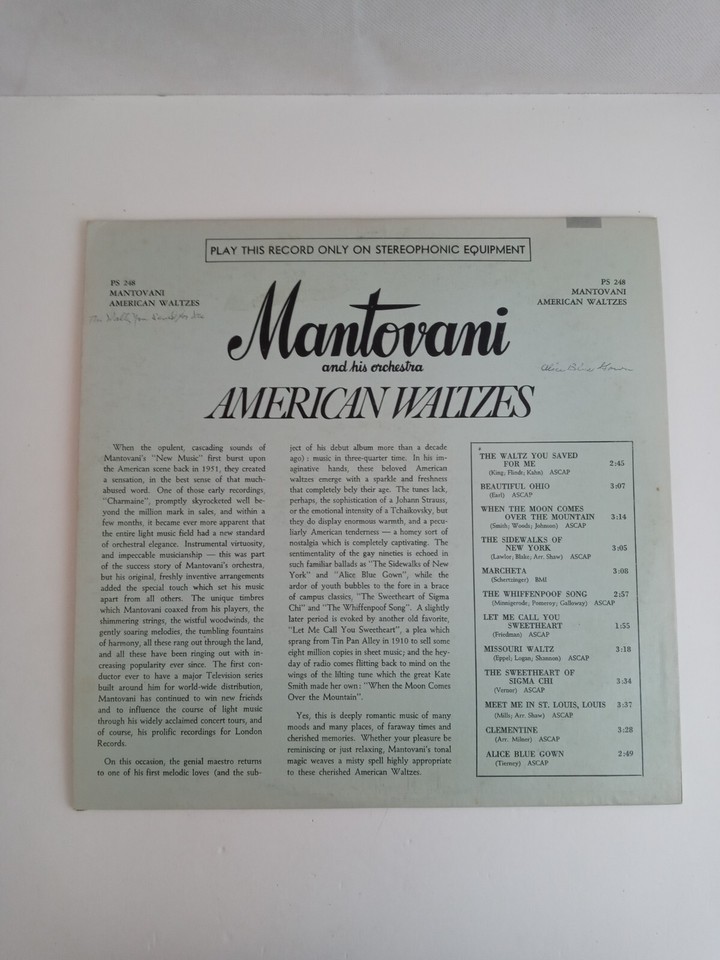 PLAY THIS RECORD ONLY ON STEREOPHONIC EQUIPMENT
PS 248
MANTOVANI
AMERICAN WALTZES
PS 248
MANTOVANI
AMERICAN WALTZES
Mantovani
and his orchestra
Alice Blue Gown
AMERICAN WALTZES
When the opulent, cascading sounds of
Mantovani's "New Music" first burst upon
the American scene back in 1951, they created
a sensation, in the best sense of that much-
abused word. One of those early recordings,
"Charmaine", promptly skyrocketed well be-
yond the million mark in sales, and within a
few months, it became ever more apparent that
the entire light music field had a new standard
of orchestral elegance. Instrumental virtuosity,
and impeccable musicianship — this was part
of the success story of Mantovani's orchestra,
but his original, freshly inventive arrangements
added the special touch which set his music
apart from all others. The unique timbres
which Mantovani coaxed from his players, the
shimmering strings, the wistful woodwinds, the
gently soaring melodies, the tumbling fountains
of harmony, all these rang out through the land,
and all these have been ringing out with in-
creasing popularity ever since. The first con-
ductor ever to have a major Television series
built around him for world-wide distribution,
Mantovani has continued to win new friends
and to influence the course of light music
through his widely acclaimed concert tours, and
of course, his prolific recordings for London
Records.
On this occasion, the genial maestro returns
to one of his first melodic loves (and the sub-
ject of his debut album more than a decade
ago) : music in three-quarter time. In his im-
aginative hands, these beloved American
waltzes emerge with a sparkle and freshness
that completely bely their age. The tunes lack,
perhaps, the sophistication of a Johann Strauss,
or the emotional intensity of a Tchaikovsky, but
they do display enormous warmth, and a pecu-
liarly American tenderness — a homey sort of
nostalgia which is completely captivating. The
sentimentality of the gay nineties is echoed in
such familiar ballads as "The Sidewalks of New
York" and "Alice Blue Gown", while the
ardor of youth bubbles to the fore in a brace
of campus classics, "The Sweetheart of Sigma
Chi" and "The Whiffenpoof Song". A slightly
later period is evoked by another old favorite,
"Let Me Call You Sweetheart", a plea which
sprang from Tin Pan Alley in 1910 to sell some
eight million copies in sheet music; and the hey-
day of radio comes flitting back to mind on the
wings of the lilting tune which the great Kate
Smith made her own: "When the Moon Comes
Over the Mountain".
Yes, this is deeply romantic music of many
moods and many places, of faraway times and
cherished memories. Whether your pleasure be
reminiscing or just relaxing, Mantovani's tonal
magic weaves a misty spell highly appropriate
to these cherished American Waltzes.
THE WALTZ YOU SAVED
FOR ME 2:45
(King; Flindt; Kahn) ASCAP
BEAUTIFUL OHIO 3:07
(Earl) ASCAP
WHEN THE MOON COMES
OVER THE MOUNTAIN 3:14
(Smith; Woods; Johnson) ASCAP
THE SIDEWALKS OF
NEW YORK 3:05
(Lawlor; Blake; Arr. Shaw) ASCAP
MARCHETA 3:08
(Schertzinger) BMI
THE WHIFFENPOOF SONG 2:57
(Minnigerode; Pomeroy; Galloway) ASCAP
LET ME CALL YOU
SWEETHEART 1:55
(Friedman) ASCAP
MISSOURI WALTZ 3:18
(Eppel; Logan; Shannon) ASCAP
THE SWEETHEART OF
SIGMA CHI 3:34
(Vernor) ASCAP
MEET ME IN ST. LOUIS, LOUIS 3:37
(Mills; Arr. Shaw) ASCAP
CLEMENTINE 3:28
(Arr. Milner) ASCAP
ALICE BLUE GOWN 2:49
(Tierney) ASCAP